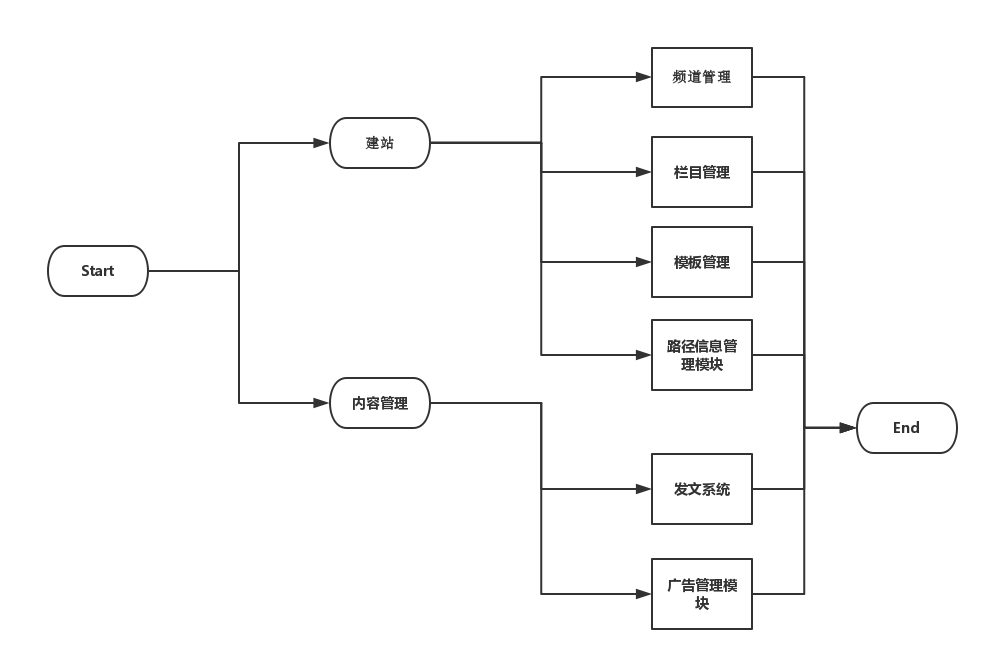 频道管理
建站
栏目管理
模板管理
Start
路径信息管
理模块
内容管理
End
发文系统
广告管理模
块